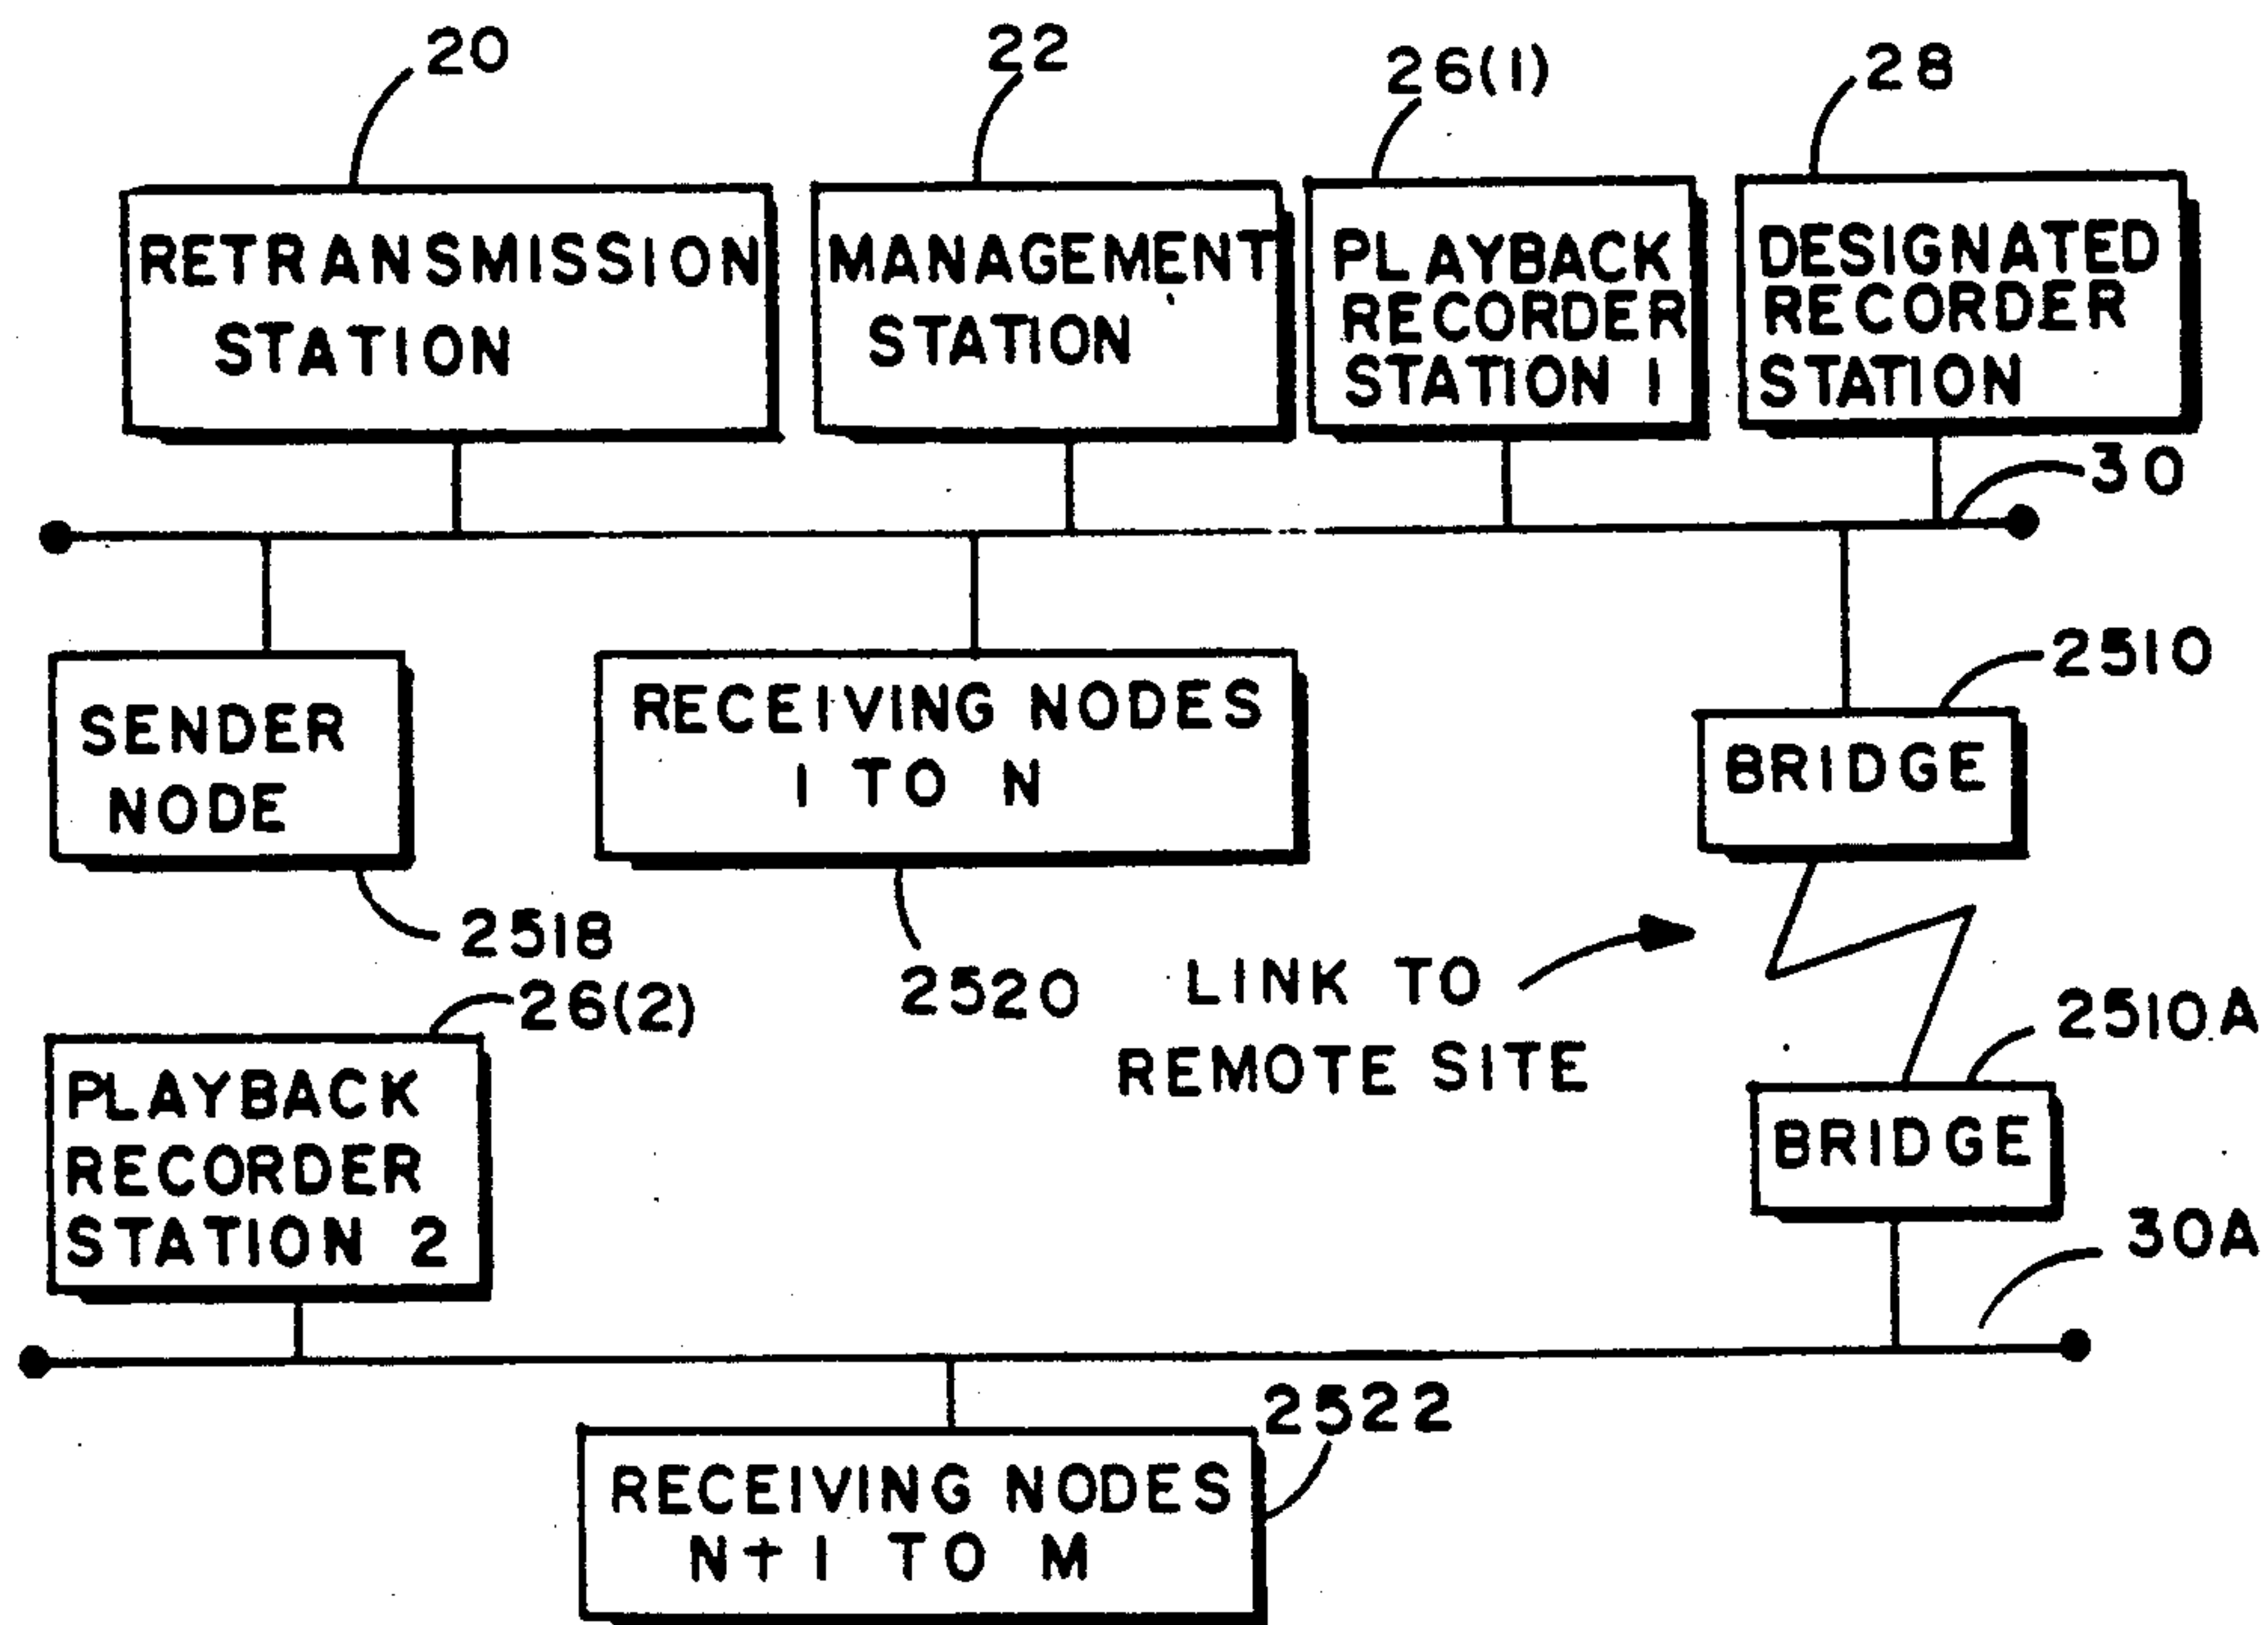 20
22
26(1)
28
RETRANSMISSION
STATION
MANAGEMENT
STATION
PLAYBACK
RECORDER
STATION 1
DESIGNATED
RECORDER
STATION
30
SENDER
NODE
2518
RECEIVING NODES
1 TO N
2520
2510
BRIDGE
LINK TO
REMOTE SITE
2510A
BRIDGE
26(2)
PLAYBACK
RECORDER
STATION 2
30A
2522
RECEIVING NODES
N+1 TO M